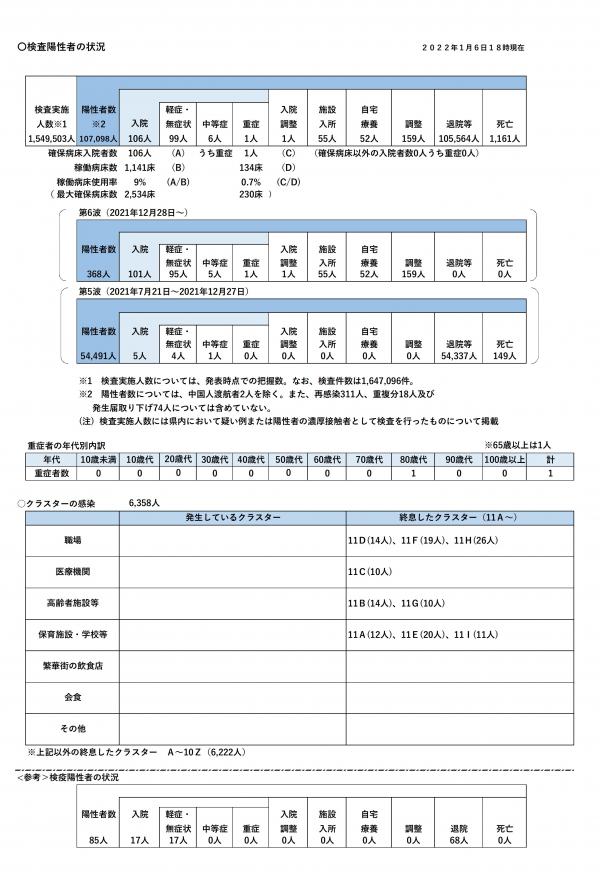 〇検査陽性者の状況
２０２２年１月６日１８時現在
検査実施人数※1 陽性者数※2 入院 軽症・無症状 中等症 重症 入院調整 施設入所 自宅療養 調整 退院等 死亡
1,549,503人 107,098人 106人 99人 6人 1人 1人 55人 52人 159人 105,564人 1,161人
確保病床入院者数 106人 (A) うち重症 1人 (C) (確保病床以外の入院者数0人うち重症0人)
稼働病床数 1,141床 (B) 134床 (D)
稼働病床使用率 9% (A/B) 0.7% (C/D)
( 最大確保病床数 2,534床 230床 )
第6波（2021年12月28日～）
陽性者数 入院 軽症・無症状 中等症 重症 入院調整 施設入所 自宅療養 調整 退院等 死亡
368人 101人 95人 5人 1人 1人 55人 52人 159人 0人 0人
第5波（2021年7月21日～2021年12月27日）
陽性者数 入院 軽症・無症状 中等症 重症 入院調整 施設入所 自宅療養 調整 退院等 死亡
54,491人 5人 4人 1人 0人 0人 0人 0人 0人 54,337人 149人
※1 検査実施人数については、発表時点での把握数。なお、検査件数は1,647,096件。
※2 陽性者数については、中国人渡航者2人を除く。また、再感染311人、重複分18人及び
発生届取り下げ74人については含めていない。
（注）検査実施人数には県内において疑い例または陽性者の濃厚接触者として検査を行ったものについて掲載
重症者の年代別内訳
※65歳以上は1人
年代 10歳未満 10歳代 20歳代 30歳代 40歳代 50歳代 60歳代 70歳代 80歳代 90歳代 100歳以上 計
重症者数 0 0 0 0 0 0 0 0 1 0 0 1
○クラスターの感染 6,358人
発生しているクラスター 終息したクラスター（11Ａ～）
職場 11Ｄ(14人)、11Ｆ(19人)、11Ｈ(26人)
医療機関 11Ｃ(10人)
高齢者施設等 11Ｂ(14人)、11Ｇ(10人)
保育施設・学校等 11Ａ(12人)、11Ｅ(20人)、11Ｉ(11人)
繁華街の飲食店
会食
その他
※上記以外の終息したクラスター Ａ～10Ｚ（6,222人）
<参考>検疫陽性者の状況
陽性者数 入院 軽症・無症状 中等症 重症 入院調整 施設入所 自宅療養 調整 退院 死亡
85人 17人 17人 0人 0人 0人 0人 0人 0人 68人 0人